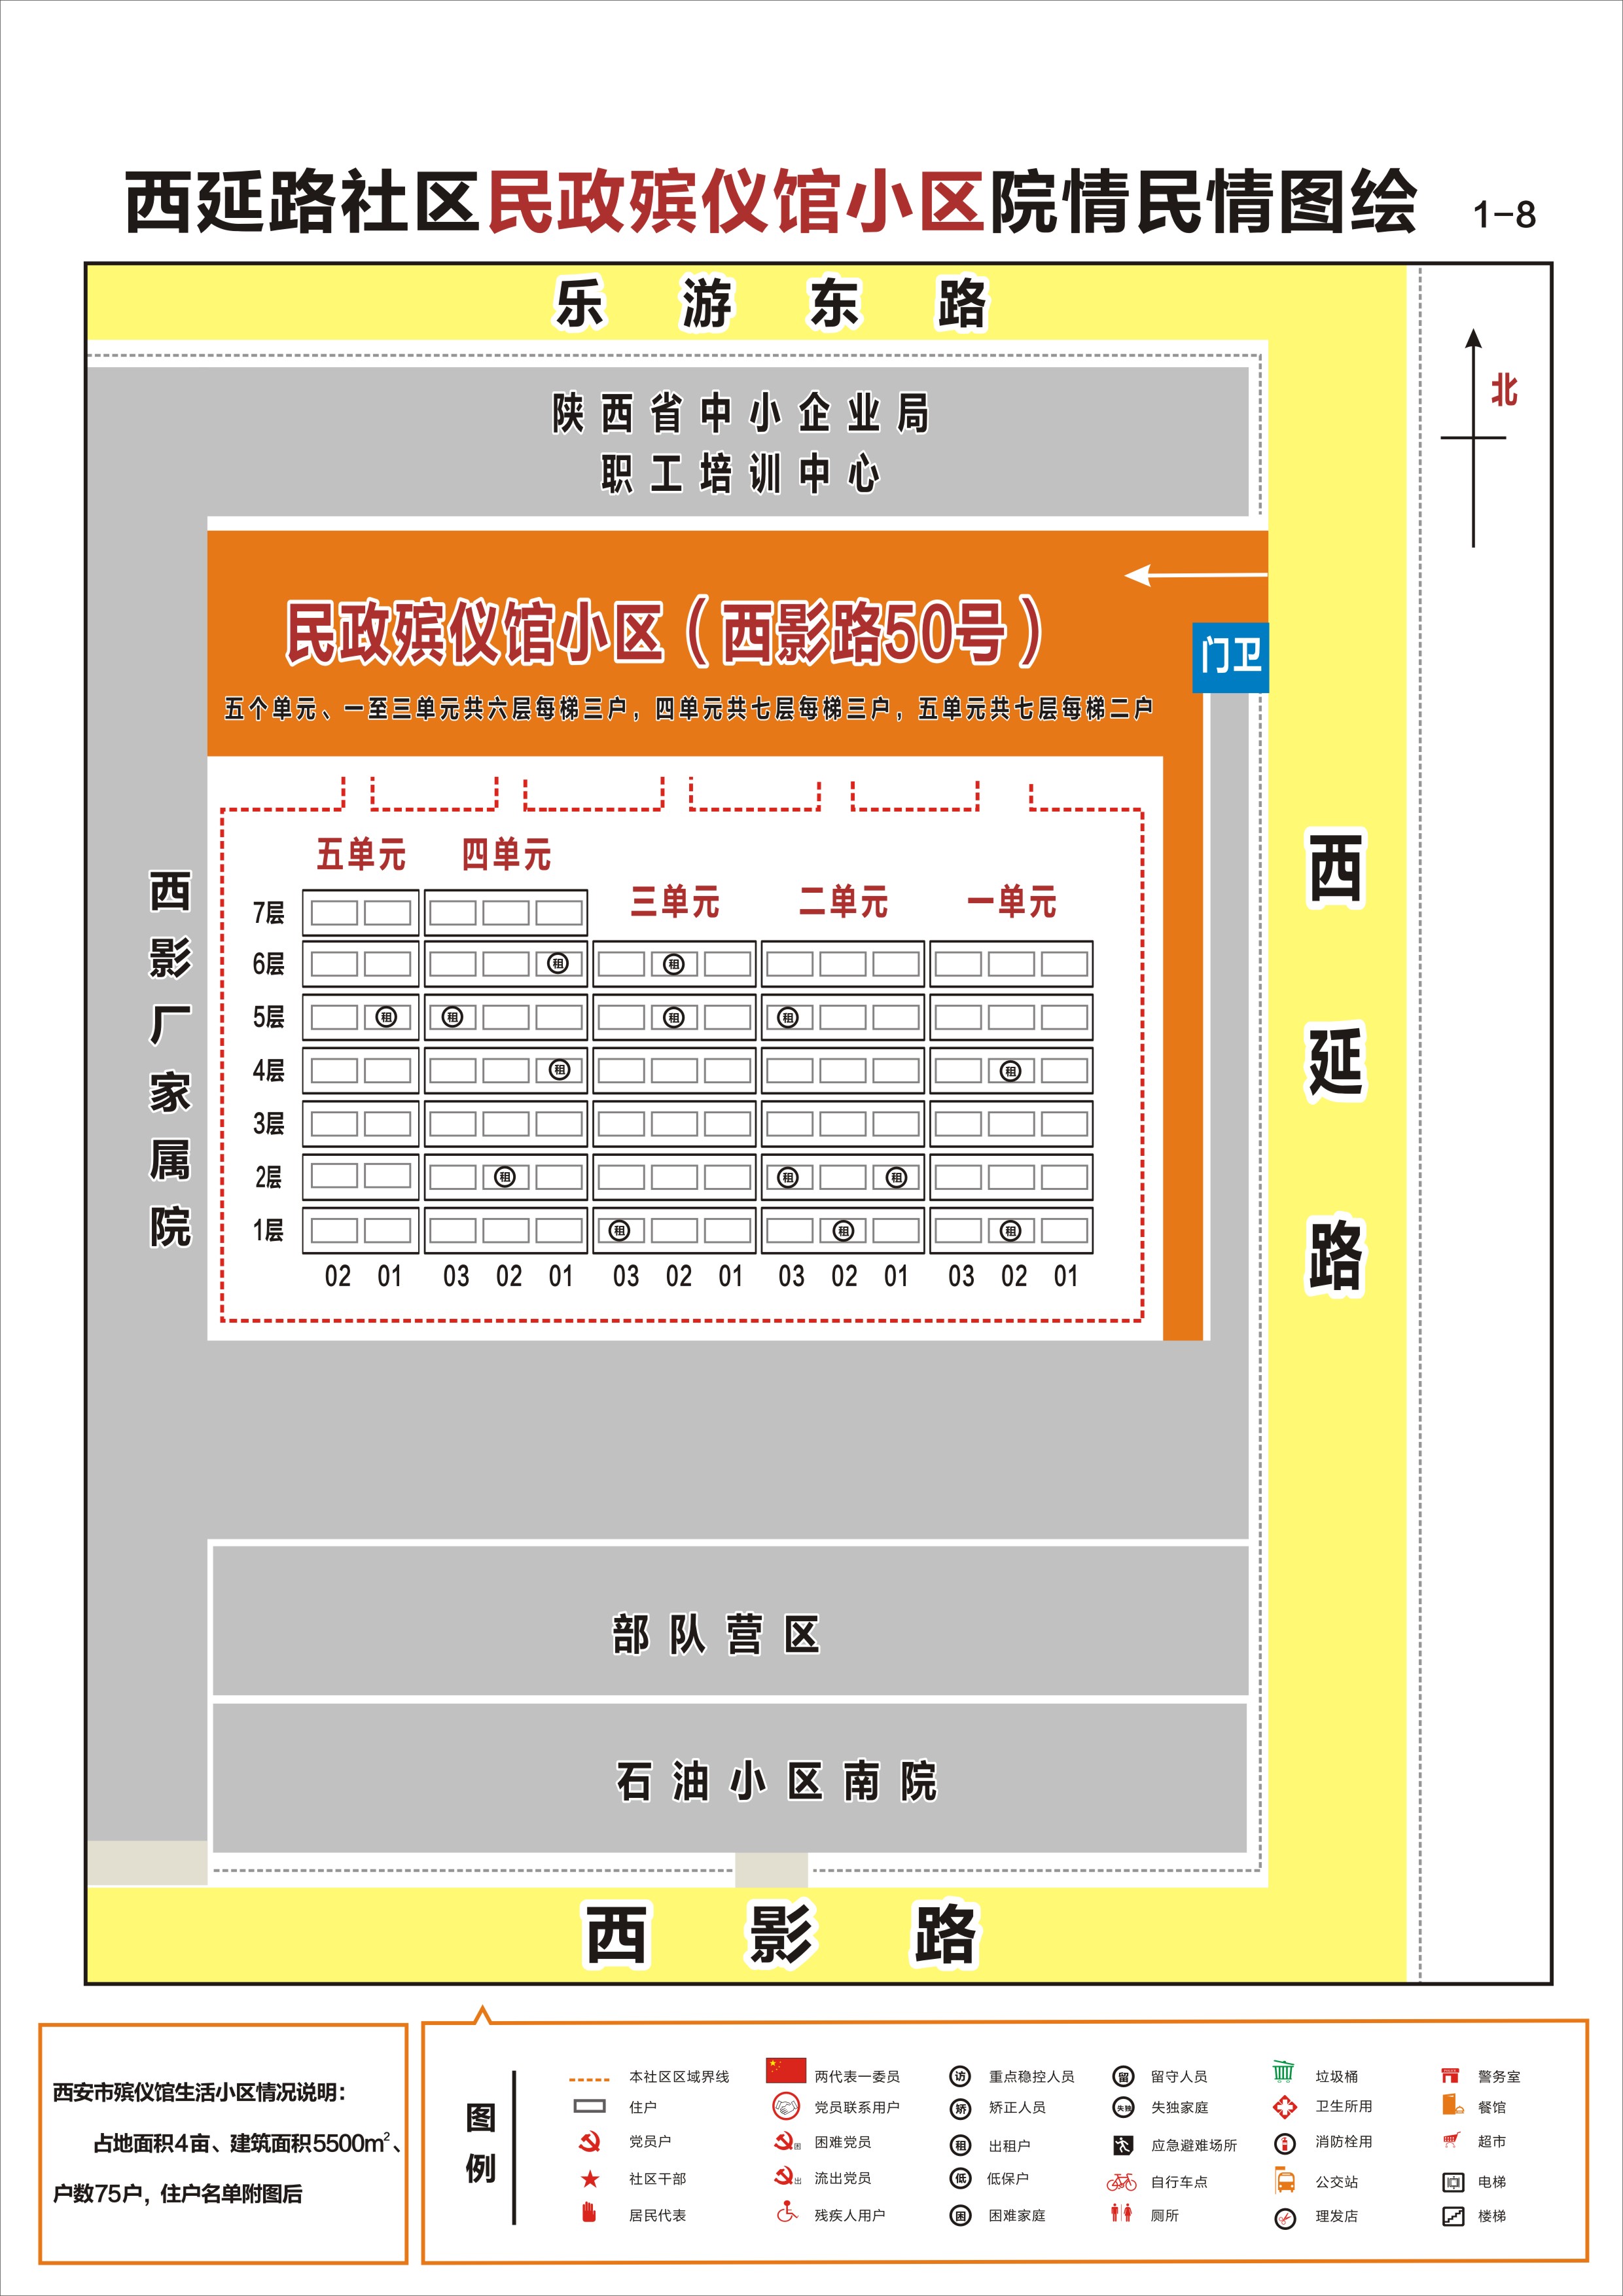 西延路社区民政殡仪馆小区院情民情图绘 1-8
乐游东路
北
陕西省中小企业局
职工培训中心
民政殡仪馆小区（西影路50号）
门卫
五个单元、一至三单元共六层每梯三户，四单元共七层每梯三户，五单元共七层每梯二户
西影厂家属院
西延路
五单元 四单元
三单元 二单元 一单元
7层
6层 租 租
5层 租 租 租 租
4层 租 租
3层
2层 租 租 租
1层 租 租 租
02 01 03 02 01 03 02 01 03 02 01 03 02 01
部队营区
石油小区南院
西影路
西安市殡仪馆生活小区情况说明：
占地面积4亩、建筑面积5500m²、
户数75户，住户名单附图后
图例
本社区区域界线 两代表一委员 访 重点稳控人员 留 留守人员 垃圾桶 警务室
住户 党员联系用户 矫 矫正人员 失独 失独家庭 卫生所用 餐馆
党员户 困 困难党员 租 出租户 应急避难场所 消防栓用 超市
社区干部 出 流出党员 低 低保户 自行车点 公交站 电梯
居民代表 残疾人用户 困 困难家庭 厕所 理发店 楼梯